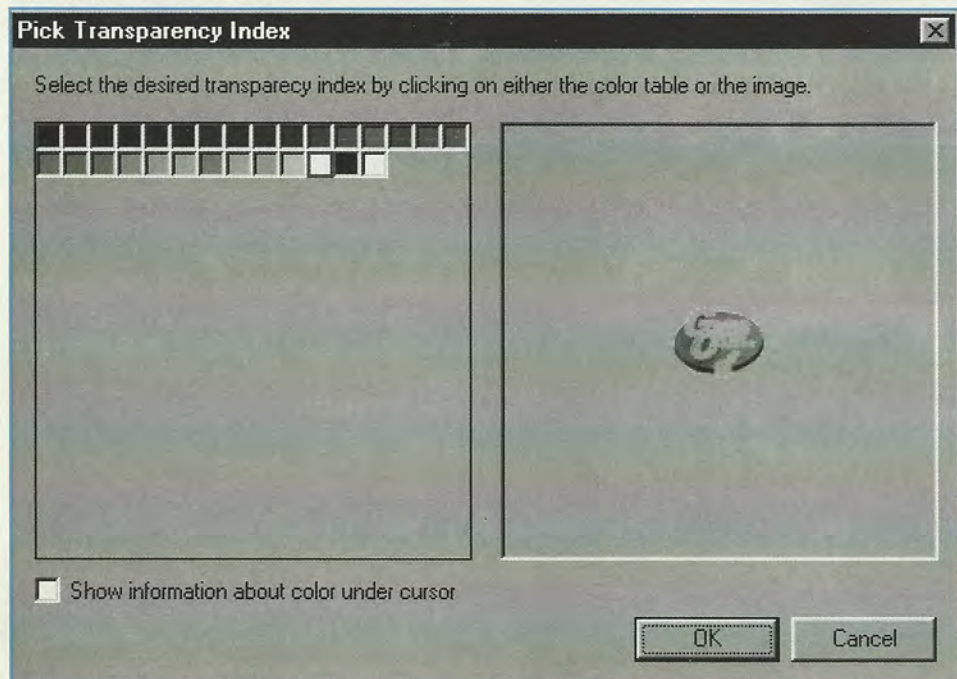 Pick Transparency Index
Select the desired transparecy index by clicking on either the color table or the image.
Show information about color under cursor
OK
Cancel